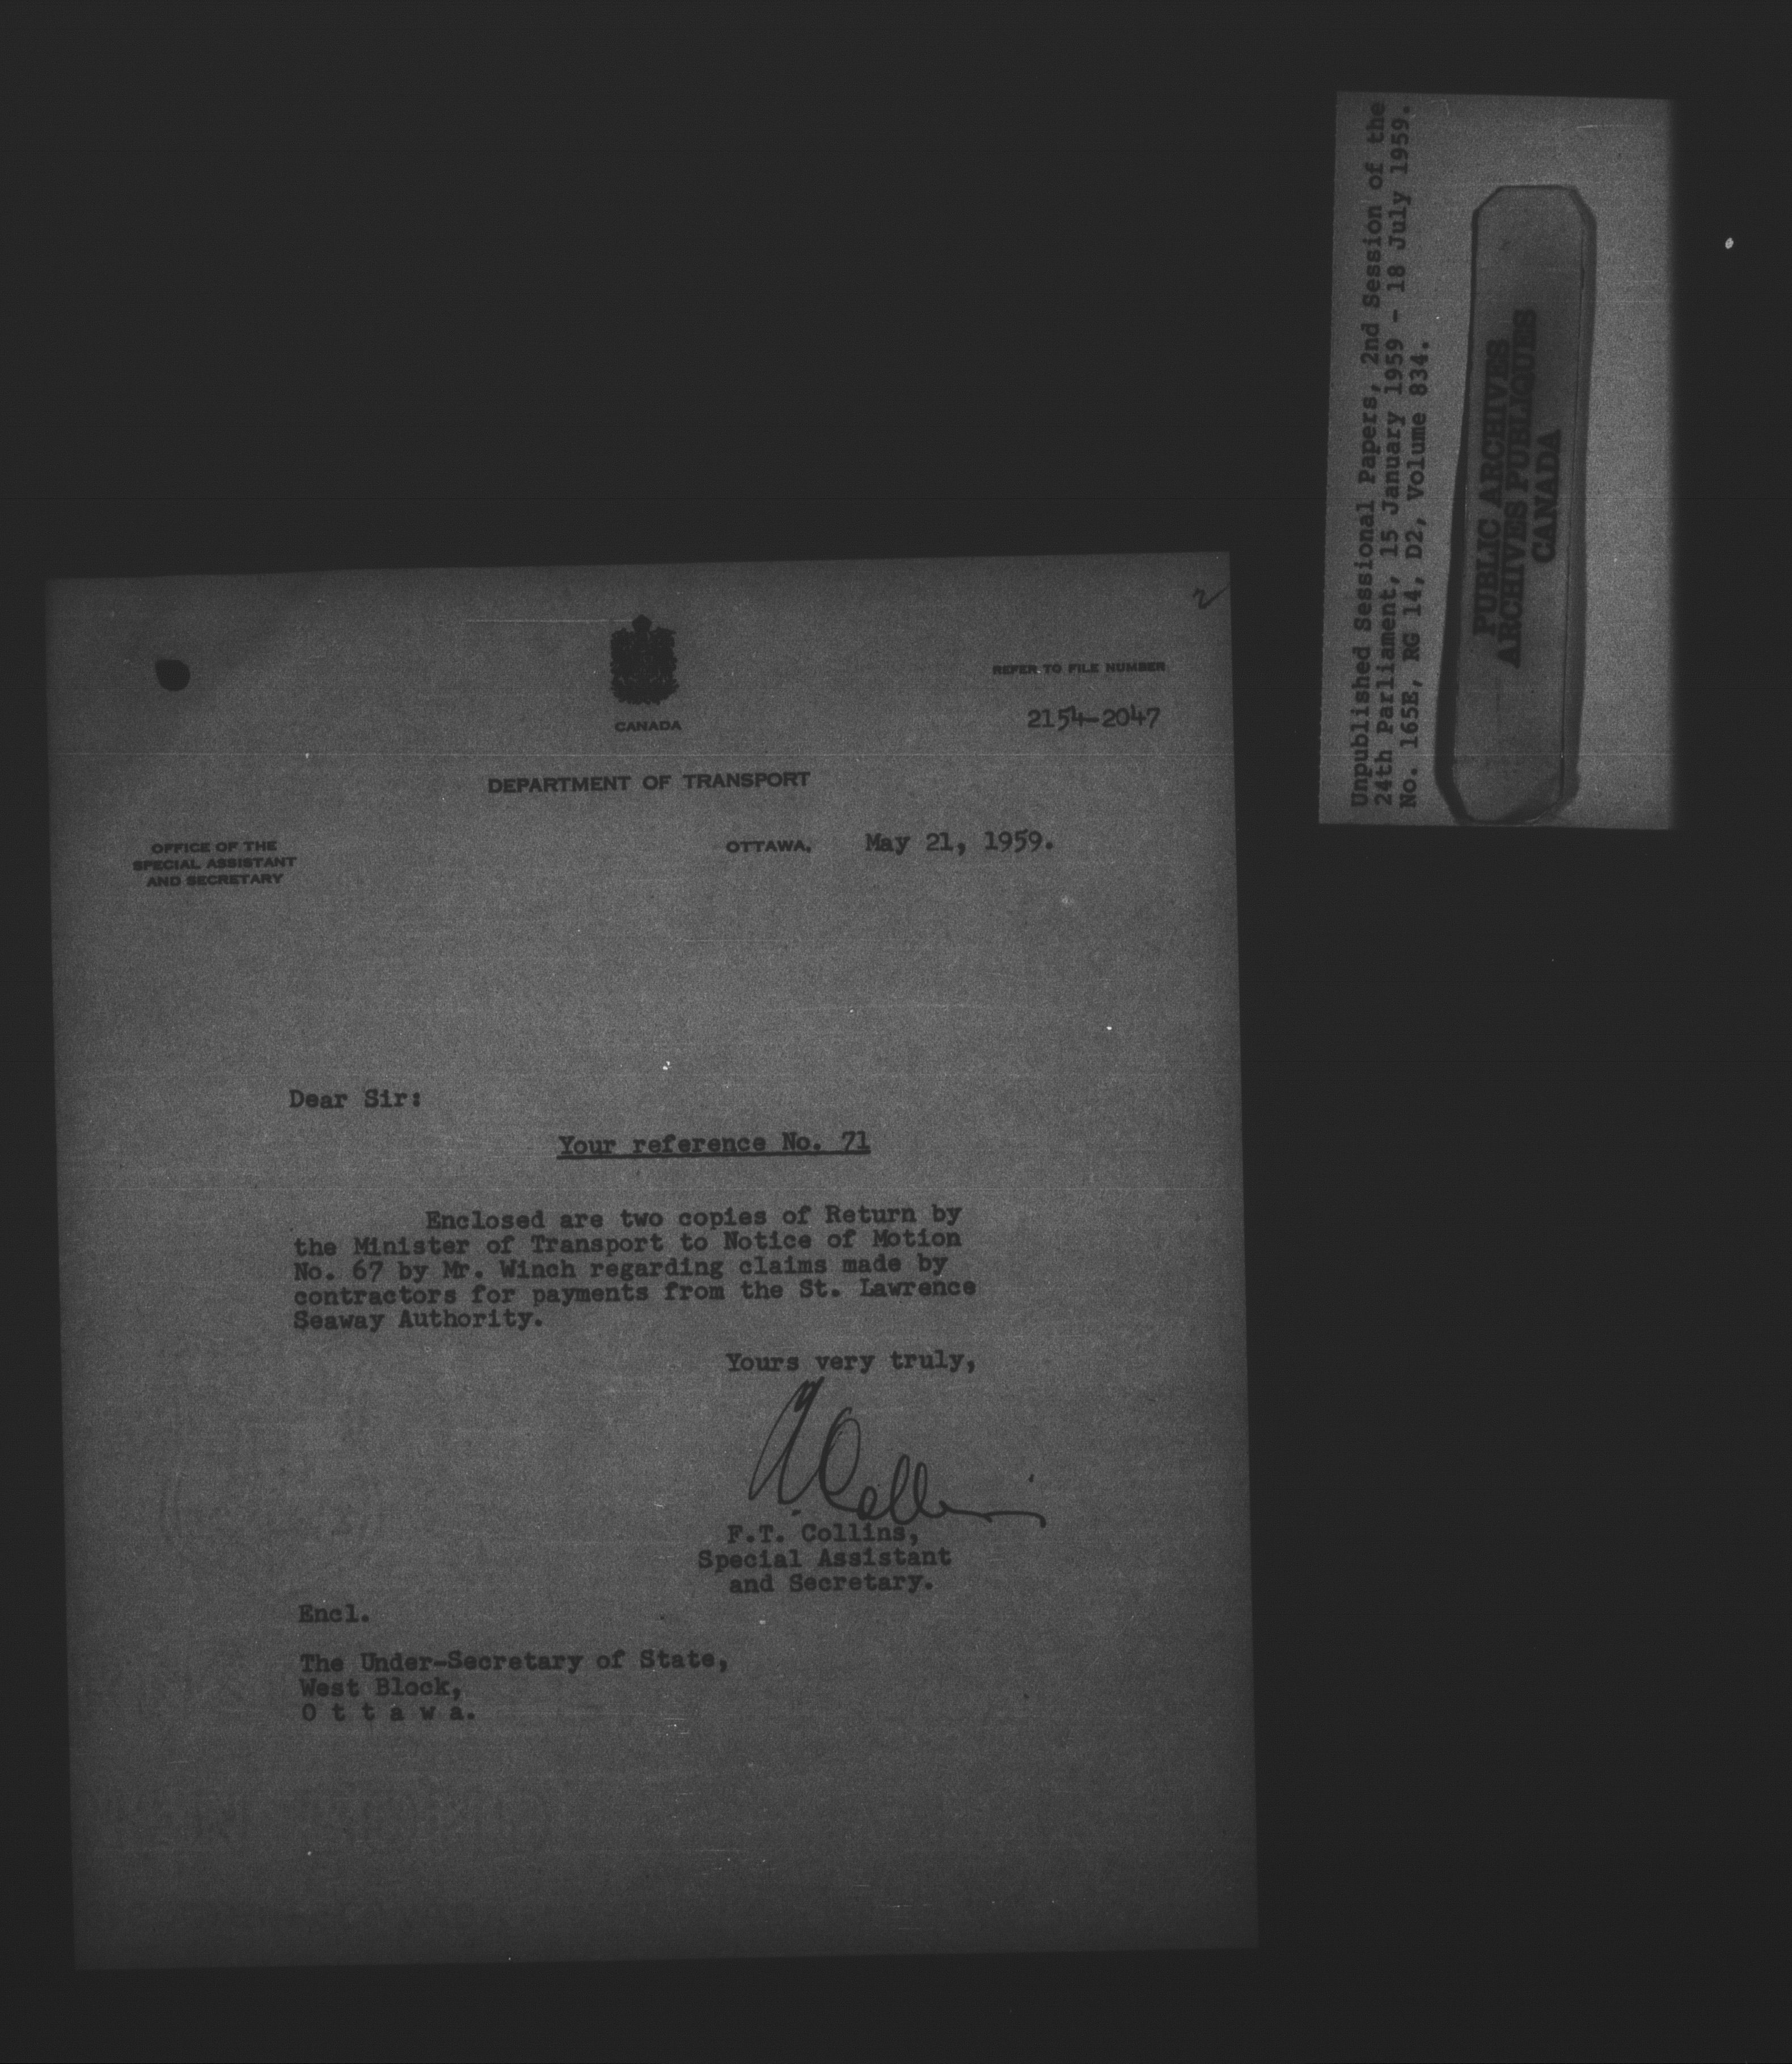 Unpublished Sessional Papers, 2nd Session of the
24th Parliament, 15 January 1959 - 18 July 1959.
No. 165E, RG 14, D2, Volume 834.
PUBLIC ARCHIVES
ARCHIVES PUBLIQUES
CANADA
2
CANADA
REFER TO FILE NUMBER
2154-2047
DEPARTMENT OF TRANSPORT
OFFICE OF THE
SPECIAL ASSISTANT
AND SECRETARY
OTTAWA, May 21, 1959.
Dear Sir:
Your reference No. 71
Enclosed are two copies of Return by
the Minister of Transport to Notice of Motion
No. 67 by Mr. Winch regarding claims made by
contractors for payments from the St. Lawrence
Seaway Authority.
Yours very truly,
F.T. Collins,
Special Assistant
and Secretary.
Encl.
The Under-Secretary of State,
West Block,
O t t a w a.